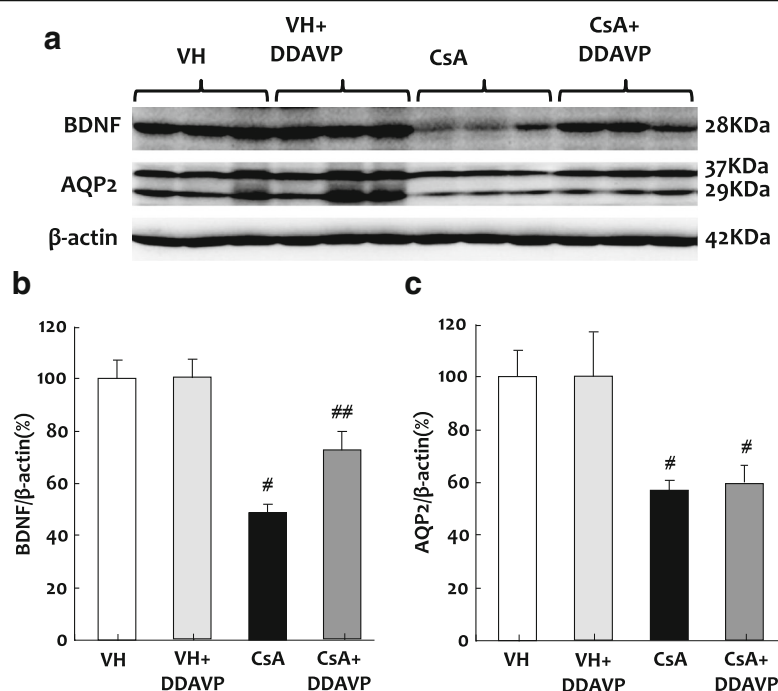 a
VH
VH+
DDAVP
CsA
CsA+
DDAVP
BDNF
28KDa
AQP2
37KDa
29KDa
β-actin
42KDa
b
BDNF/β-actin(%)
120
100
80
60
40
20
0
#
##
VH
VH+
DDAVP
CsA
CsA+
DDAVP
c
AQP2/β-actin(%)
120
100
80
60
40
20
0
#
#
VH
VH+
DDAVP
CsA
CsA+
DDAVP